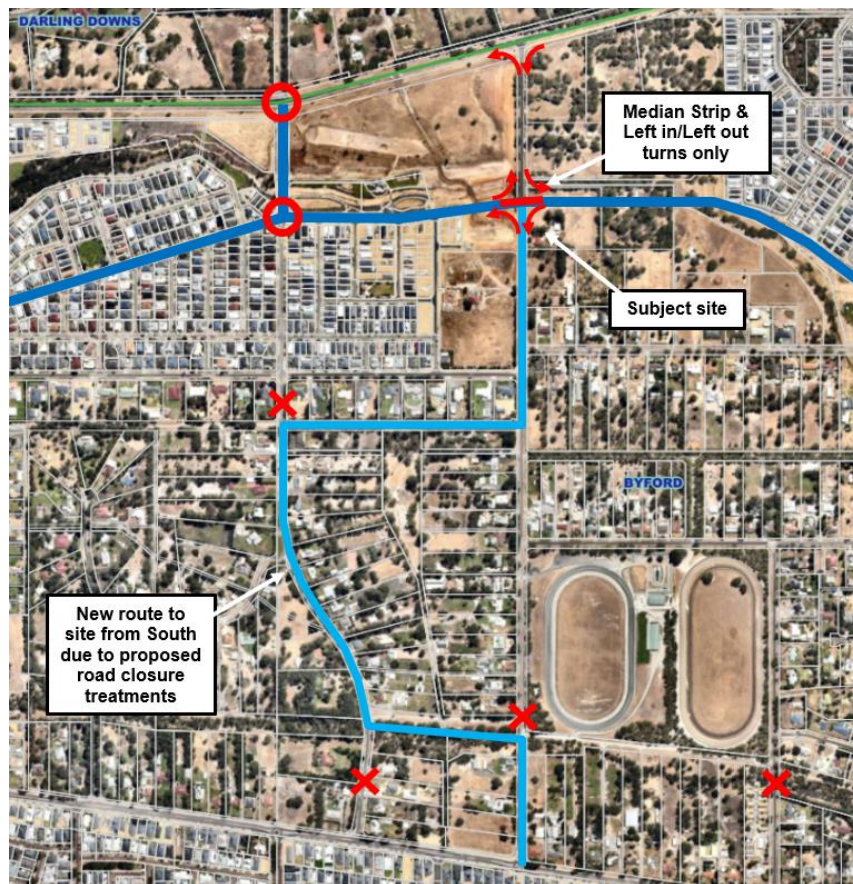 DARLING DOWNS
Median Strip &
Left in/Left out
turns only
Subject site
BYFORD
New route to
site from South
due to proposed
road closure
treatments